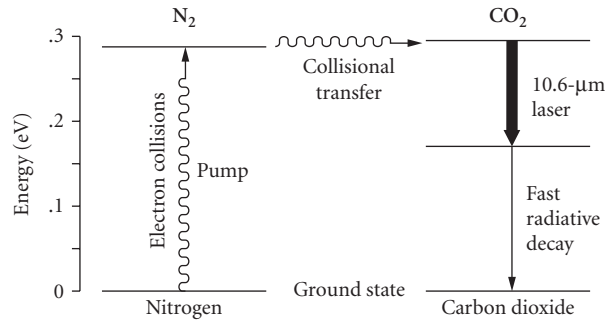 N₂
CO₂
.3
.2
.1
0
Energy (eV)
Electron collisions
Pump
Collisional
transfer
10.6-μm
laser
Fast
radiative
decay
Ground state
Nitrogen
Carbon dioxide